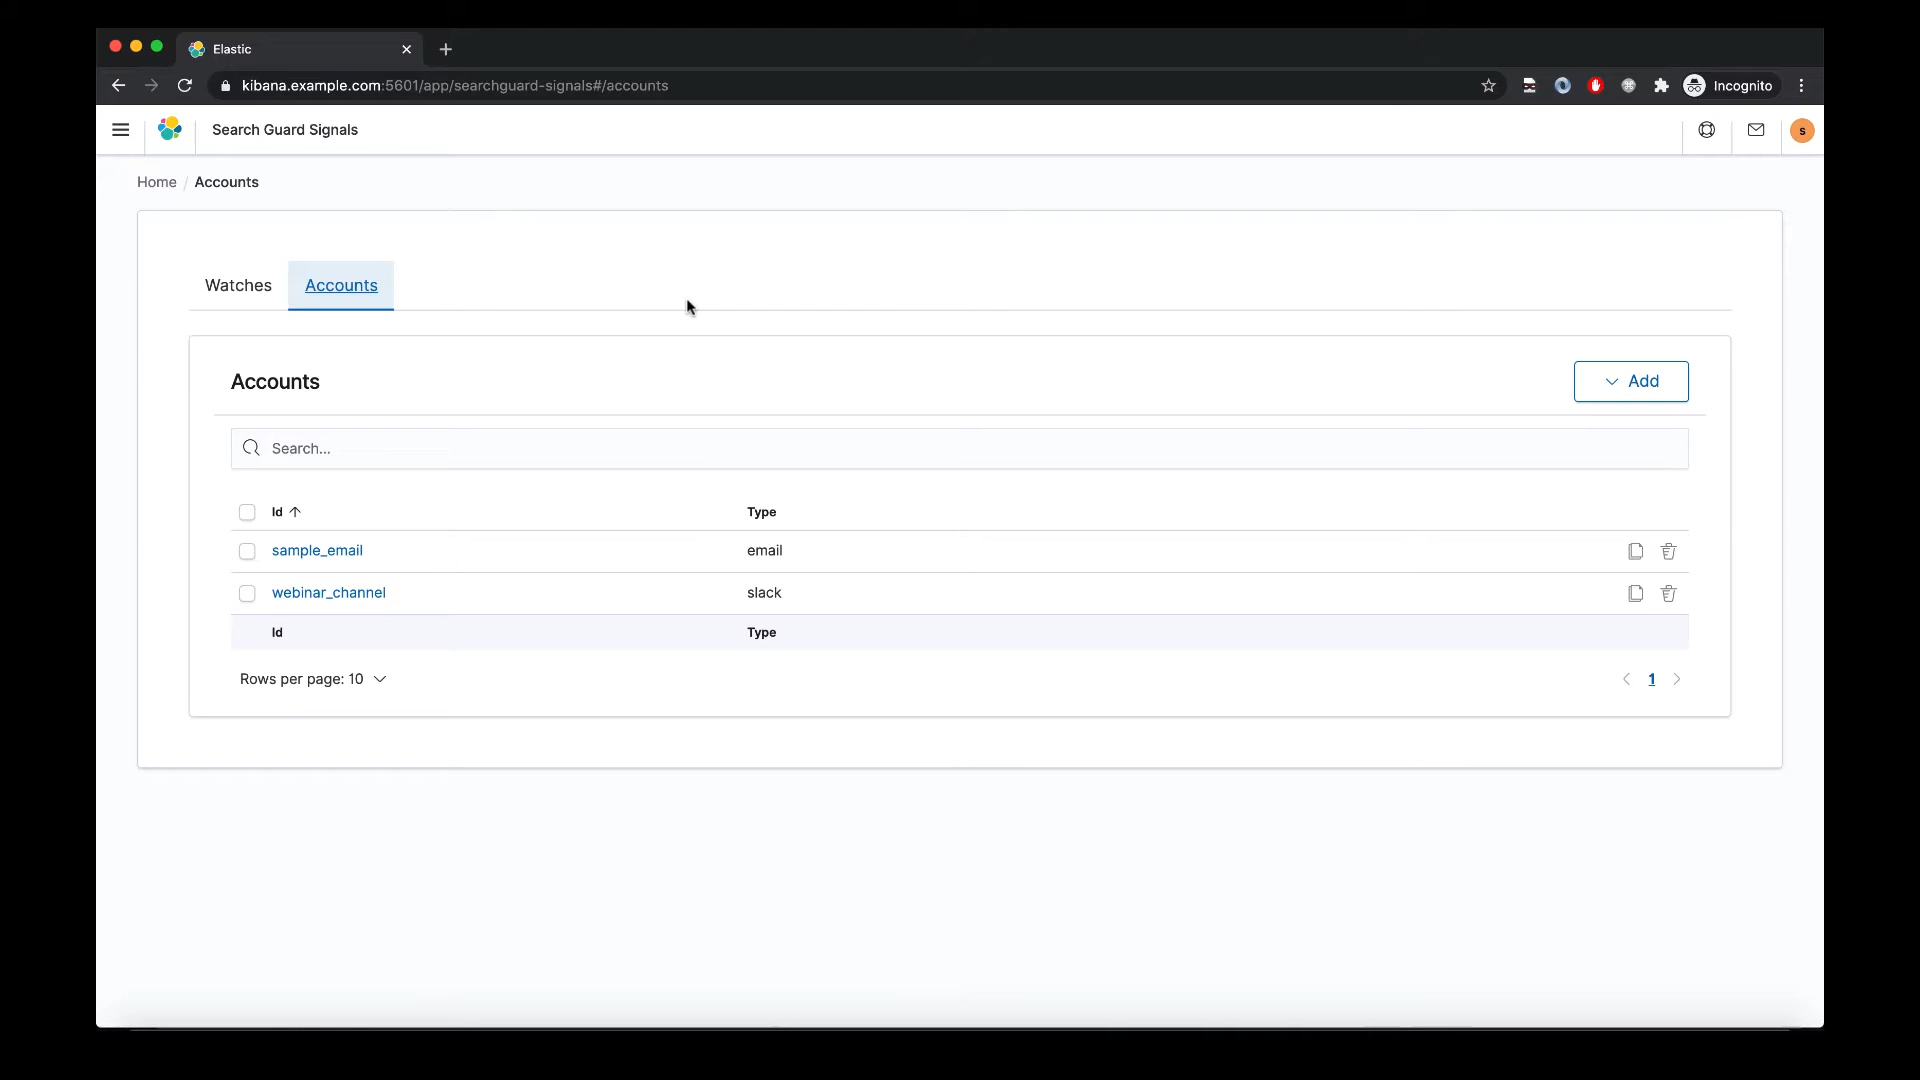 Elastic
kibana.example.com:5601/app/searchguard-signals#/accounts
Incognito
Search Guard Signals
s
Home / Accounts
Watches
Accounts
Accounts
Add
Search...
Id Type
sample_email email
webinar_channel slack
Id Type
Rows per page: 10
1